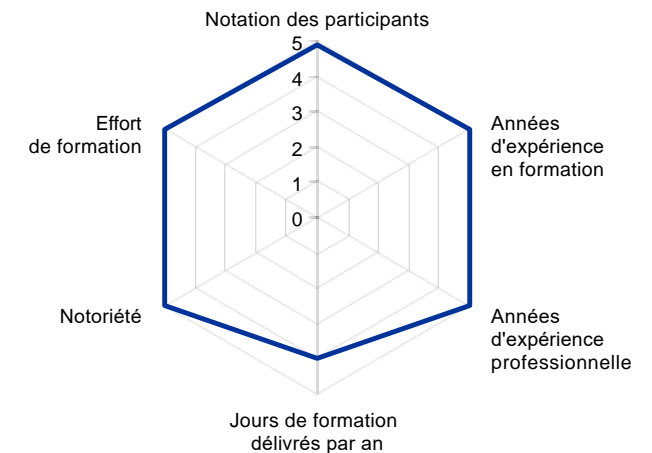 Notation des participants
5
4
3
2
1
0
Années
d'expérience
en formation
Années
d'expérience
professionnelle
Jours de formation
délivrés par an
Notoriété
Effort
de formation